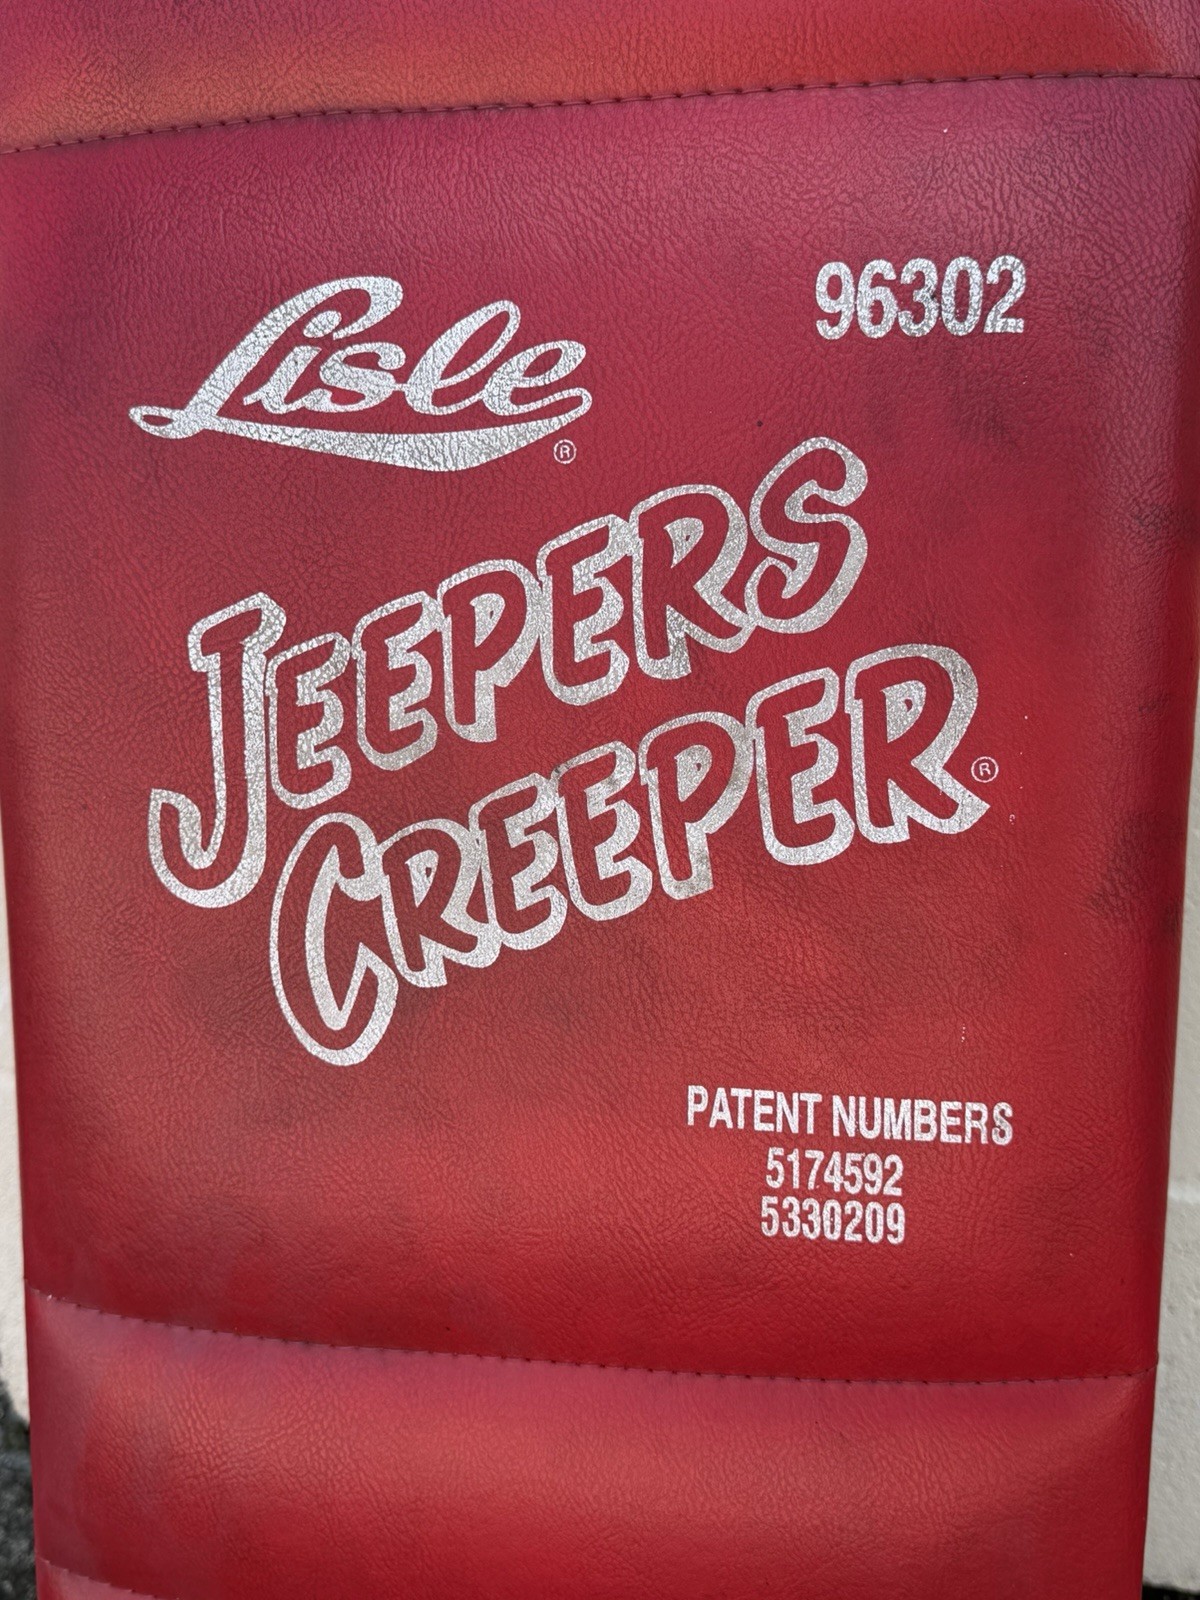 96302
Lisle®
JEEPERS
CREEPER®
PATENT NUMBERS
5174592
5330209